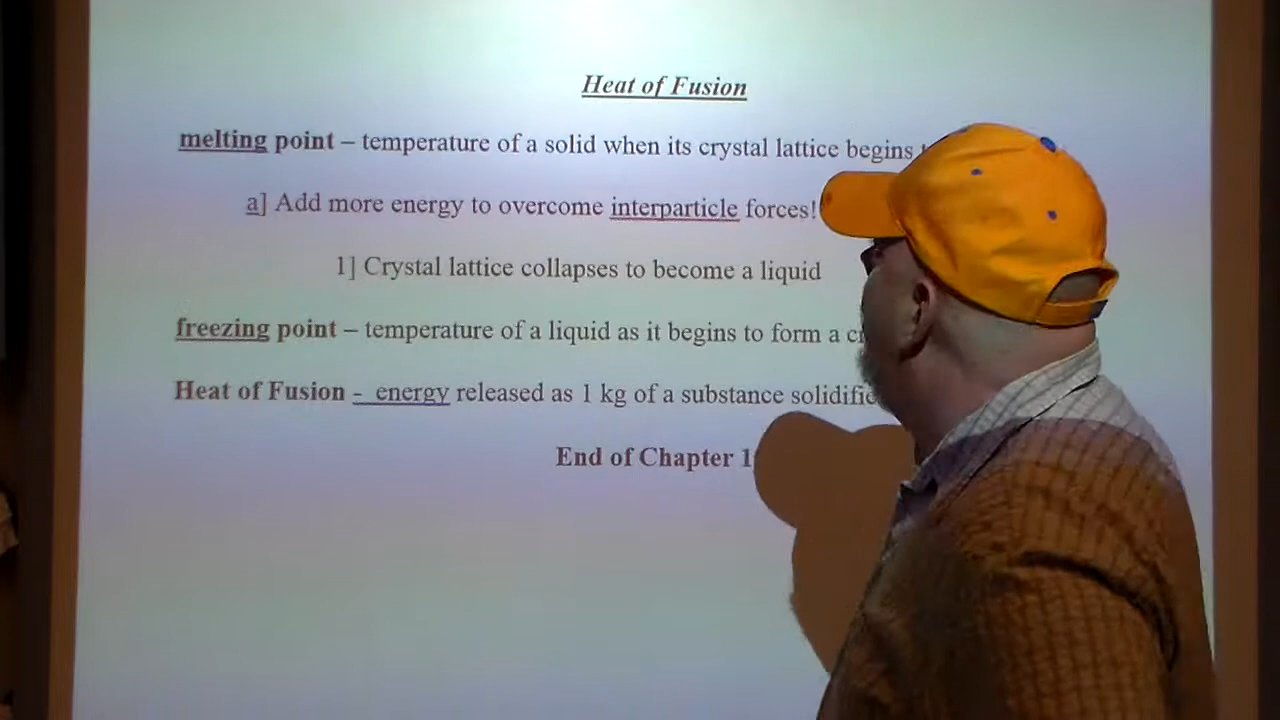 Heat of Fusion
melting point – temperature of a solid when its crystal lattice begins
a] Add more energy to overcome interparticle forces!
1] Crystal lattice collapses to become a liquid
freezing point – temperature of a liquid as it begins to form a
Heat of Fusion - energy released as 1 kg of a substance
End of Chapter 1